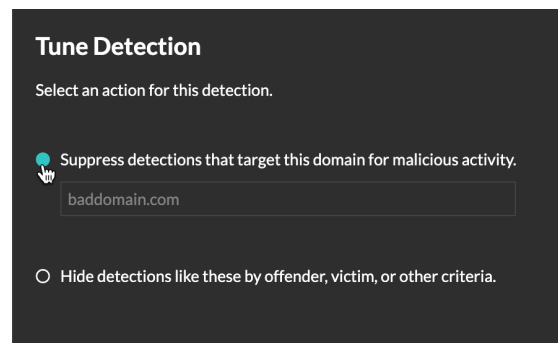 Tune Detection
Select an action for this detection.
Suppress detections that target this domain for malicious activity.
baddomain.com
Hide detections like these by offender, victim, or other criteria.